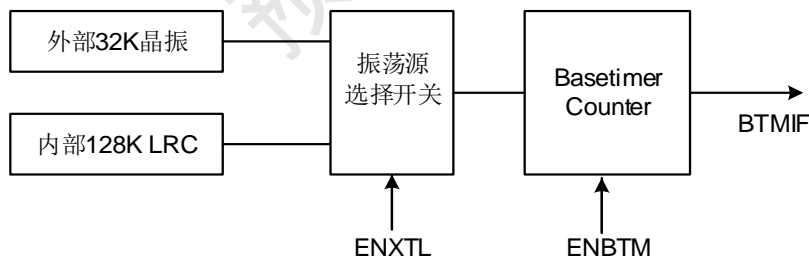 外部32K晶振
内部128K LRC
振荡源
选择开关
Basetimer
Counter
BTMIF
ENXTL
ENBTM